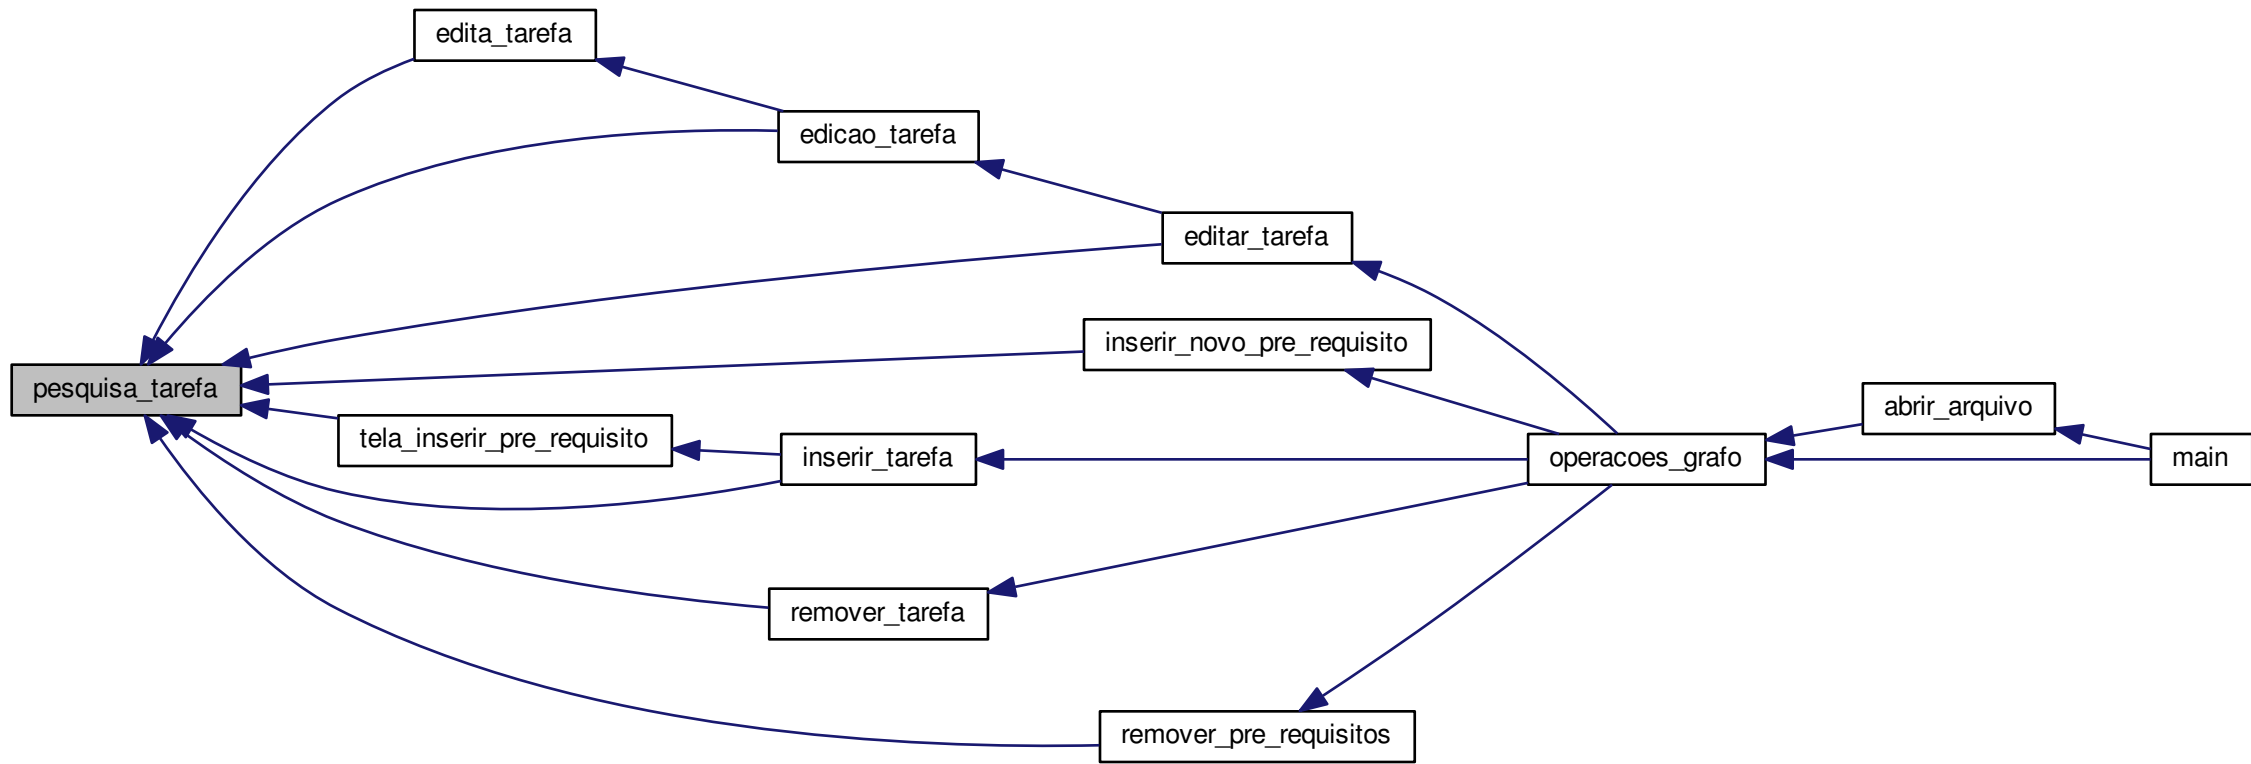 edita_tarefa
edicao_tarefa
editar_tarefa
inserir_novo_pre_requisito
pesquisa_tarefa
abrir_arquivo
tela_inserir_pre_requisito
inserir_tarefa
operacoes_grafo
main
remover_tarefa
remover_pre_requisitos